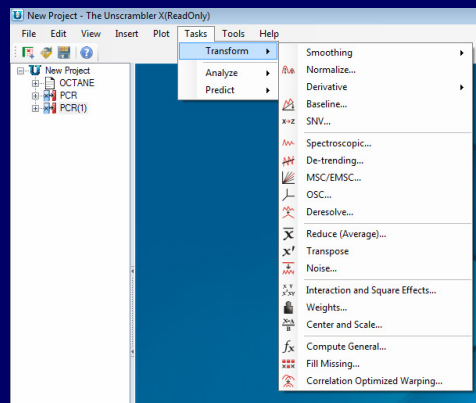 New Project - The Unscrambler X(ReadOnly)
File Edit View Insert Plot Tasks Tools Help
New Project
OCTANE
PCR
PCR(1)
Transform
Analyze
Predict
Smoothing
Normalize...
Derivative
Baseline...
SNV...
Spectroscopic...
De-trending...
MSC/EMSC...
OSC...
Deresolve...
Reduce (Average)...
Transpose
Noise...
Interaction and Square Effects...
Weights...
Center and Scale...
Compute General...
Fill Missing...
Correlation Optimized Warping...